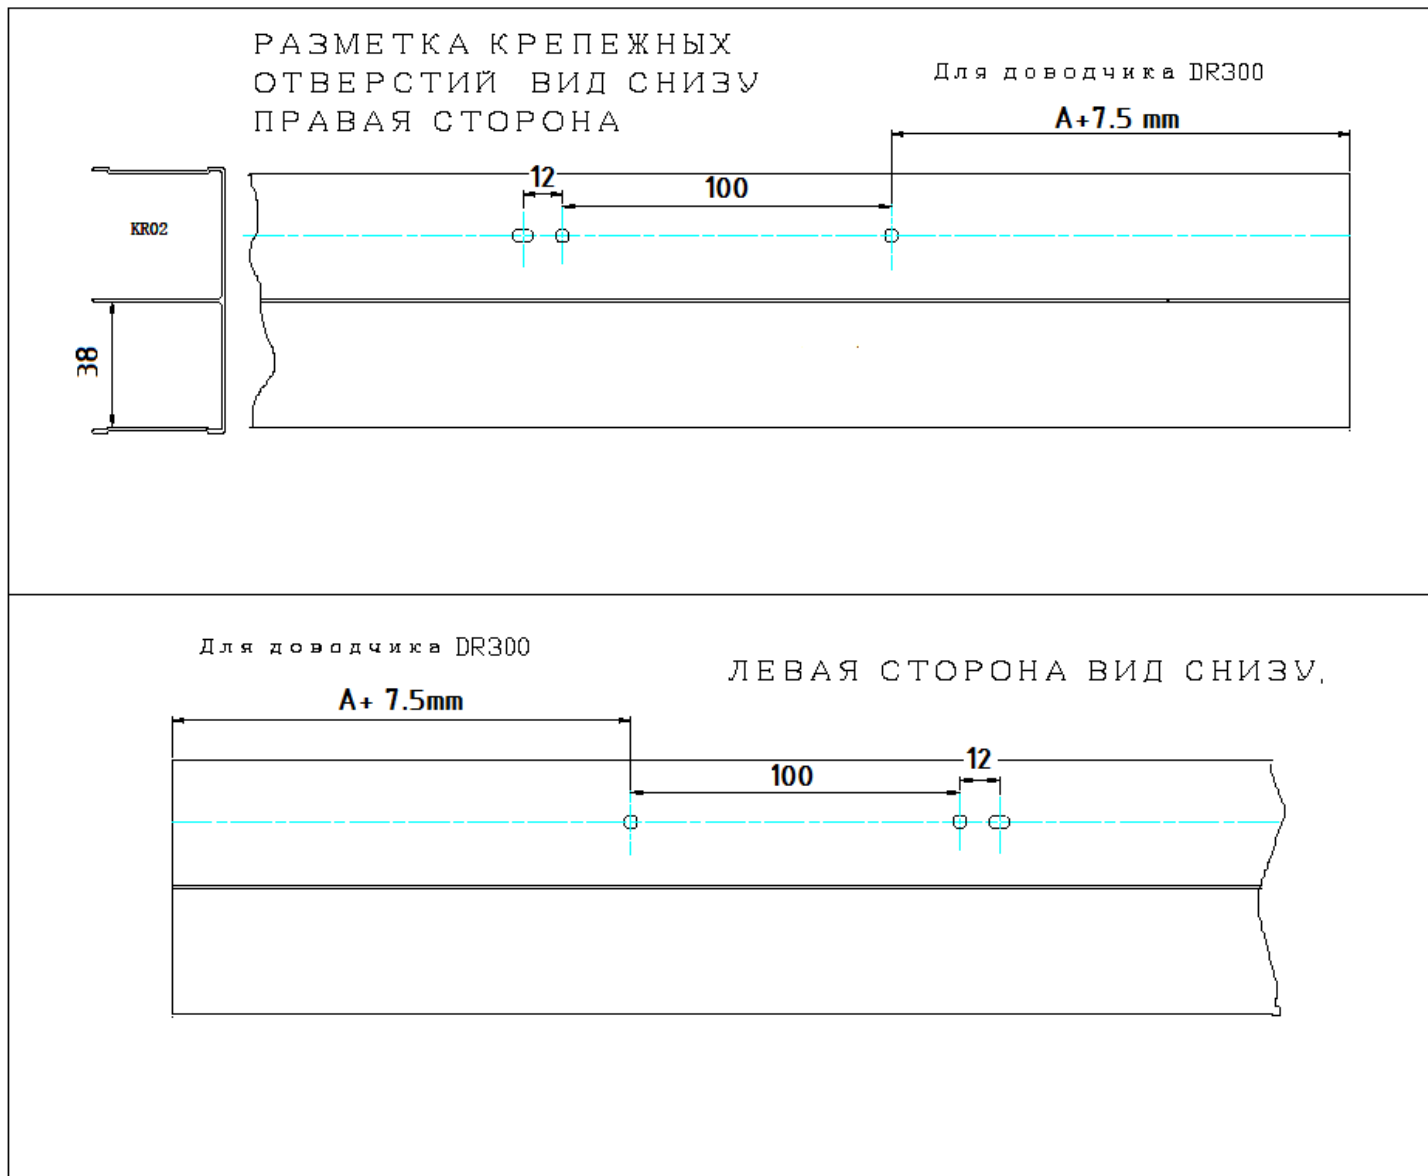 РАЗМЕТКА КРЕПЕЖНЫХ
ОТВЕРСТИЙ ВИД СНИЗУ
ПРАВАЯ СТОРОНА
Для доводчика DR300
A+7.5 mm
12
100
KR02
38
Для доводчика DR300
ЛЕВАЯ СТОРОНА ВИД СНИЗУ,
A+ 7.5mm
12
100